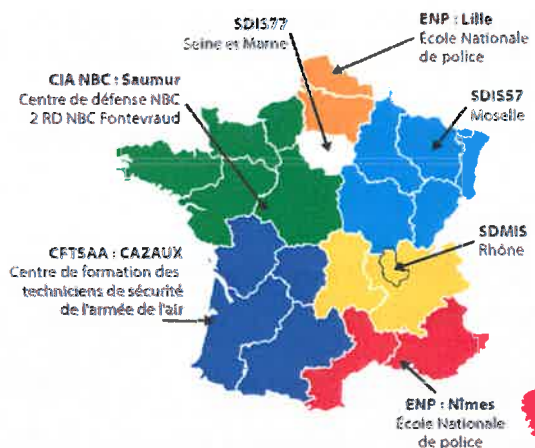 SDIS77
Seine et Marne
ENP : Lille
École Nationale
de police
CIA NBC : Saumur
Centre de défense NBC
2 RD NBC Fontevraud
SDIS57
Moselle
CFTSAA : CAZAUX
Centre de formation des
techniciens de sécurité
de l'armée de l'air
SDMIS
Rhône
ENP : Nîmes
École Nationale
de police